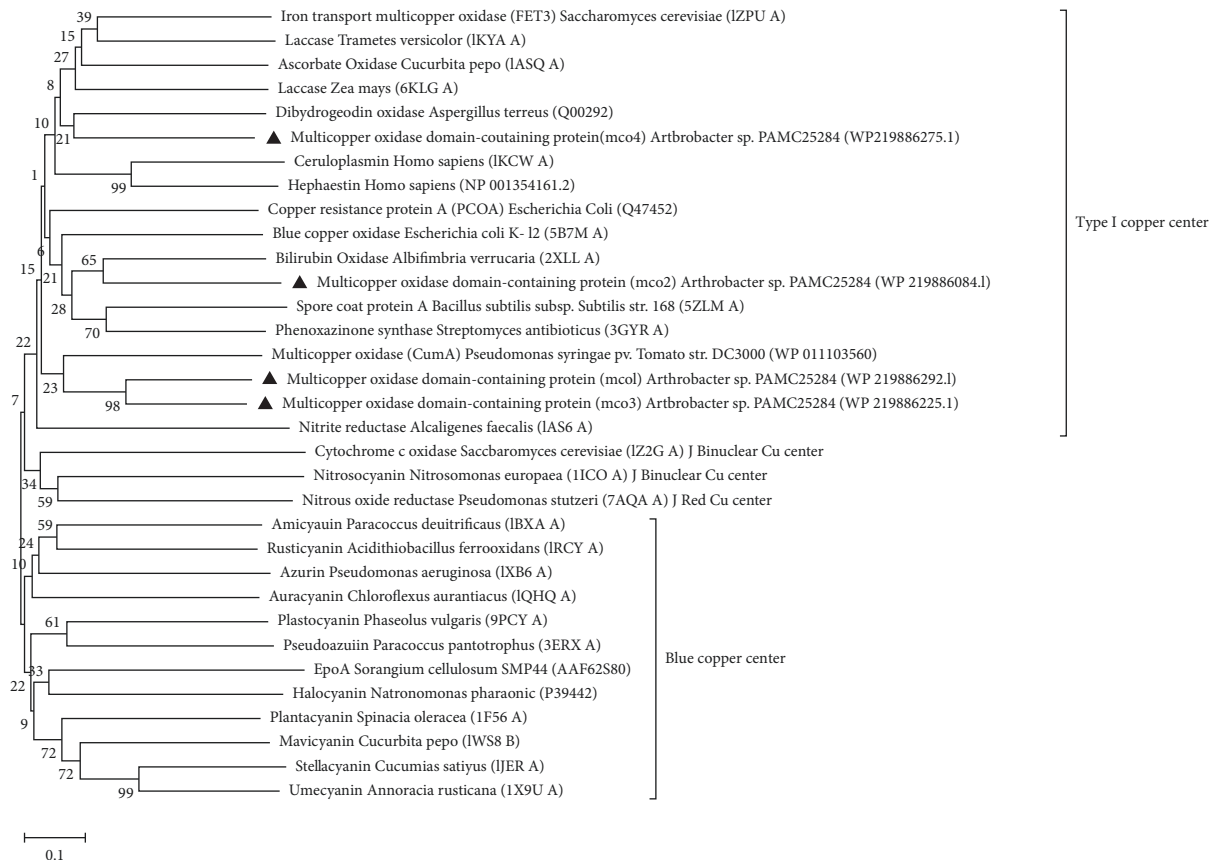 39
Iron transport multicopper oxidase (FET3) Saccharomyces cerevisiae (lZPU A)
15
Laccase Trametes versicolor (lKYA A)
27
Ascorbate Oxidase Cucurbita pepo (lASQ A)
8
Laccase Zea mays (6KLG A)
Dibydrogeodin oxidase Aspergillus terreus (Q00292)
10
21
Multicopper oxidase domain-coutaining protein(mco4) Artbrobacter sp. PAMC25284 (WP219886275.1)
Ceruloplasmin Homo sapiens (lKCW A)
1
99
Hephaestin Homo sapiens (NP 001354161.2)
Copper resistance protein A (PCOA) Escherichia Coli (Q47452)
Type I copper center
Blue copper oxidase Escherichia coli K- l2 (5B7M A)
6
65
Bilirubin Oxidase Albifimbria verrucaria (2XLL A)
15
21
Multicopper oxidase domain-containing protein (mco2) Arthrobacter sp. PAMC25284 (WP 219886084.l)
28
Spore coat protein A Bacillus subtilis subsp. Subtilis str. 168 (5ZLM A)
70
Phenoxazinone synthase Streptomyces antibioticus (3GYR A)
22
Multicopper oxidase (CumA) Pseudomonas syringae pv. Tomato str. DC3000 (WP 011103560)
23
Multicopper oxidase domain-containing protein (mcol) Arthrobacter sp. PAMC25284 (WP 219886292.l)
7
98
Multicopper oxidase domain-containing protein (mco3) Artbrobacter sp. PAMC25284 (WP 219886225.1)
Nitrite reductase Alcaligenes faecalis (lAS6 A)
Cytochrome c oxidase Saccbaromyces cerevisiae (lZ2G A) J Binuclear Cu center
34
Nitrosocyanin Nitrosomonas europaea (1ICO A) J Binuclear Cu center
59
Nitrous oxide reductase Pseudomonas stutzeri (7AQA A) J Red Cu center
59
Amicyauin Paracoccus deuitrificaus (lBXA A)
24
Rusticyanin Acidithiobacillus ferrooxidans (lRCY A)
10
Azurin Pseudomonas aeruginosa (lXB6 A)
Auracyanin Chloroflexus aurantiacus (lQHQ A)
61
Plastocyanin Phaseolus vulgaris (9PCY A)
Pseudoazuiin Paracoccus pantotrophus (3ERX A)
Blue copper center
33
EpoA Sorangium cellulosum SMP44 (AAF62S80)
22
Halocyanin Natronomonas pharaonic (P39442)
9
Plantacyanin Spinacia oleracea (1F56 A)
72
Mavicyanin Cucurbita pepo (lWS8 B)
72
Stellacyanin Cucumias satiyus (lJER A)
99
Umecyanin Annoracia rusticana (1X9U A)
0.1